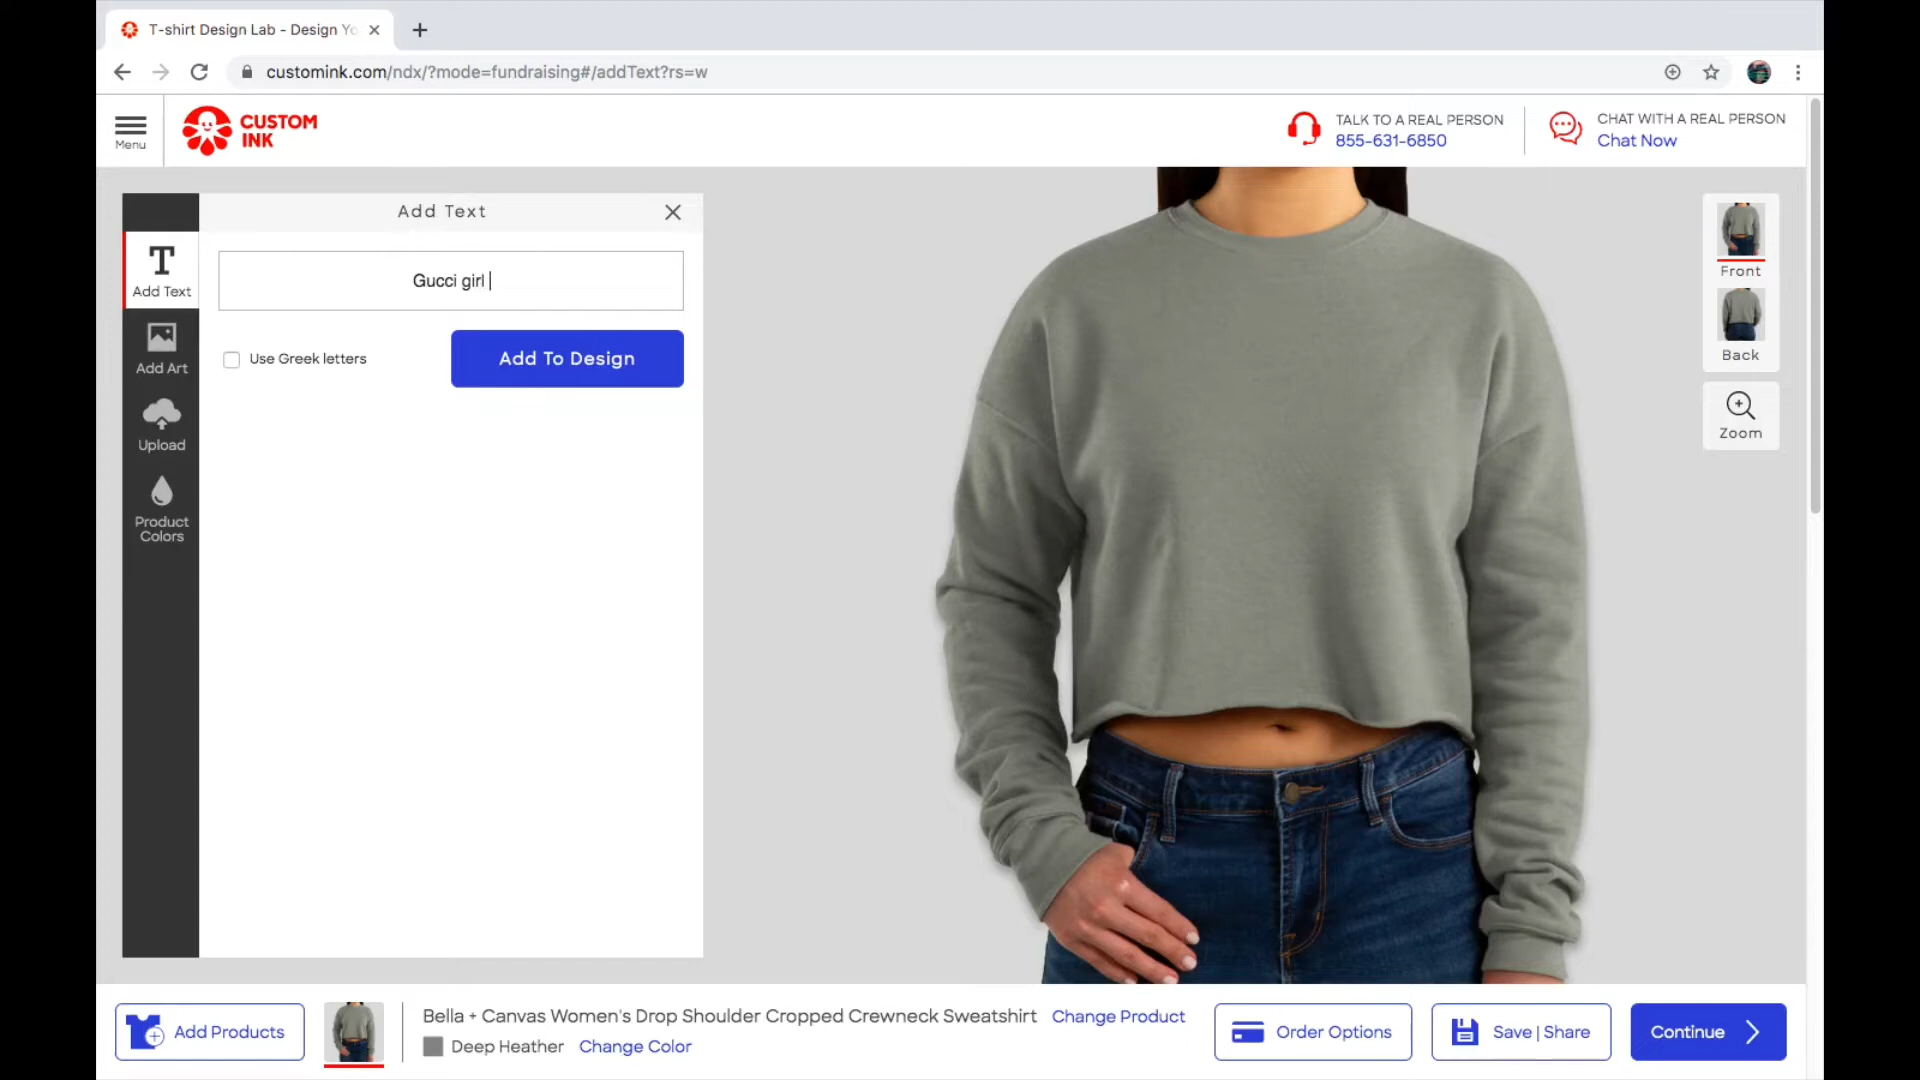 T-shirt Design Lab - Design Yo
customink.com/ndx/?mode=fundraising#/addText?rs=w
Menu
CUSTOM
INK
TALK TO A REAL PERSON
855-631-6850
CHAT WITH A REAL PERSON
Chat Now
Add Text
Gucci girl
Use Greek letters
Add To Design
Add Text
Add Art
Upload
Product
Colors
Front
Back
Zoom
Add Products
Bella + Canvas Women's Drop Shoulder Cropped Crewneck Sweatshirt
Change Product
Deep Heather
Change Color
Order Options
Save | Share
Continue